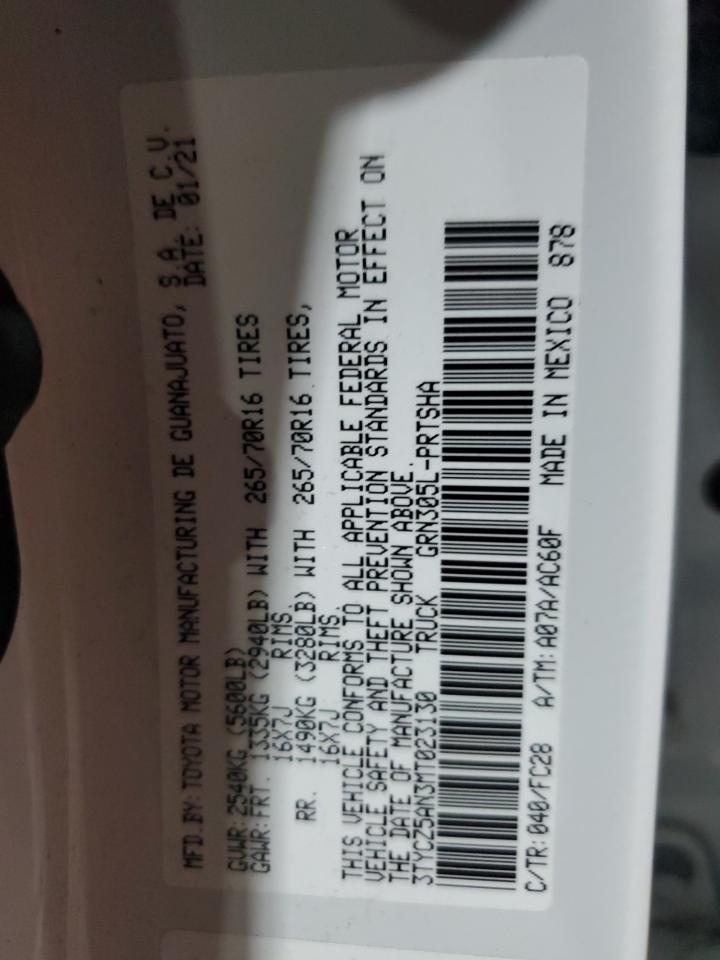 MFD.BY:TOYOTA MOTOR MANUFACTURING DE GUANAJUATO, S.A. DE C.V.
DATE: 01/21
GVWR:2540KG (5600LB)
GAWR:FRT. 1335KG (2940LB) WITH 265/70R16 TIRES
16X7J RIMS.
RR. 1490KG (3280LB) WITH 265/70R16 TIRES,
16X7J RIMS.
THIS VEHICLE CONFORMS TO ALL APPLICABLE FEDERAL MOTOR
VEHICLE SAFETY AND THEFT PREVENTION STANDARDS IN EFFECT ON
THE DATE OF MANUFACTURE SHOWN ABOVE.
3TYCZ5AN3MT023130 TRUCK GRN305L-PRTSHA
C/TR:040/FC28 A/TM:A07A/AC60F MADE IN MEXICO 878